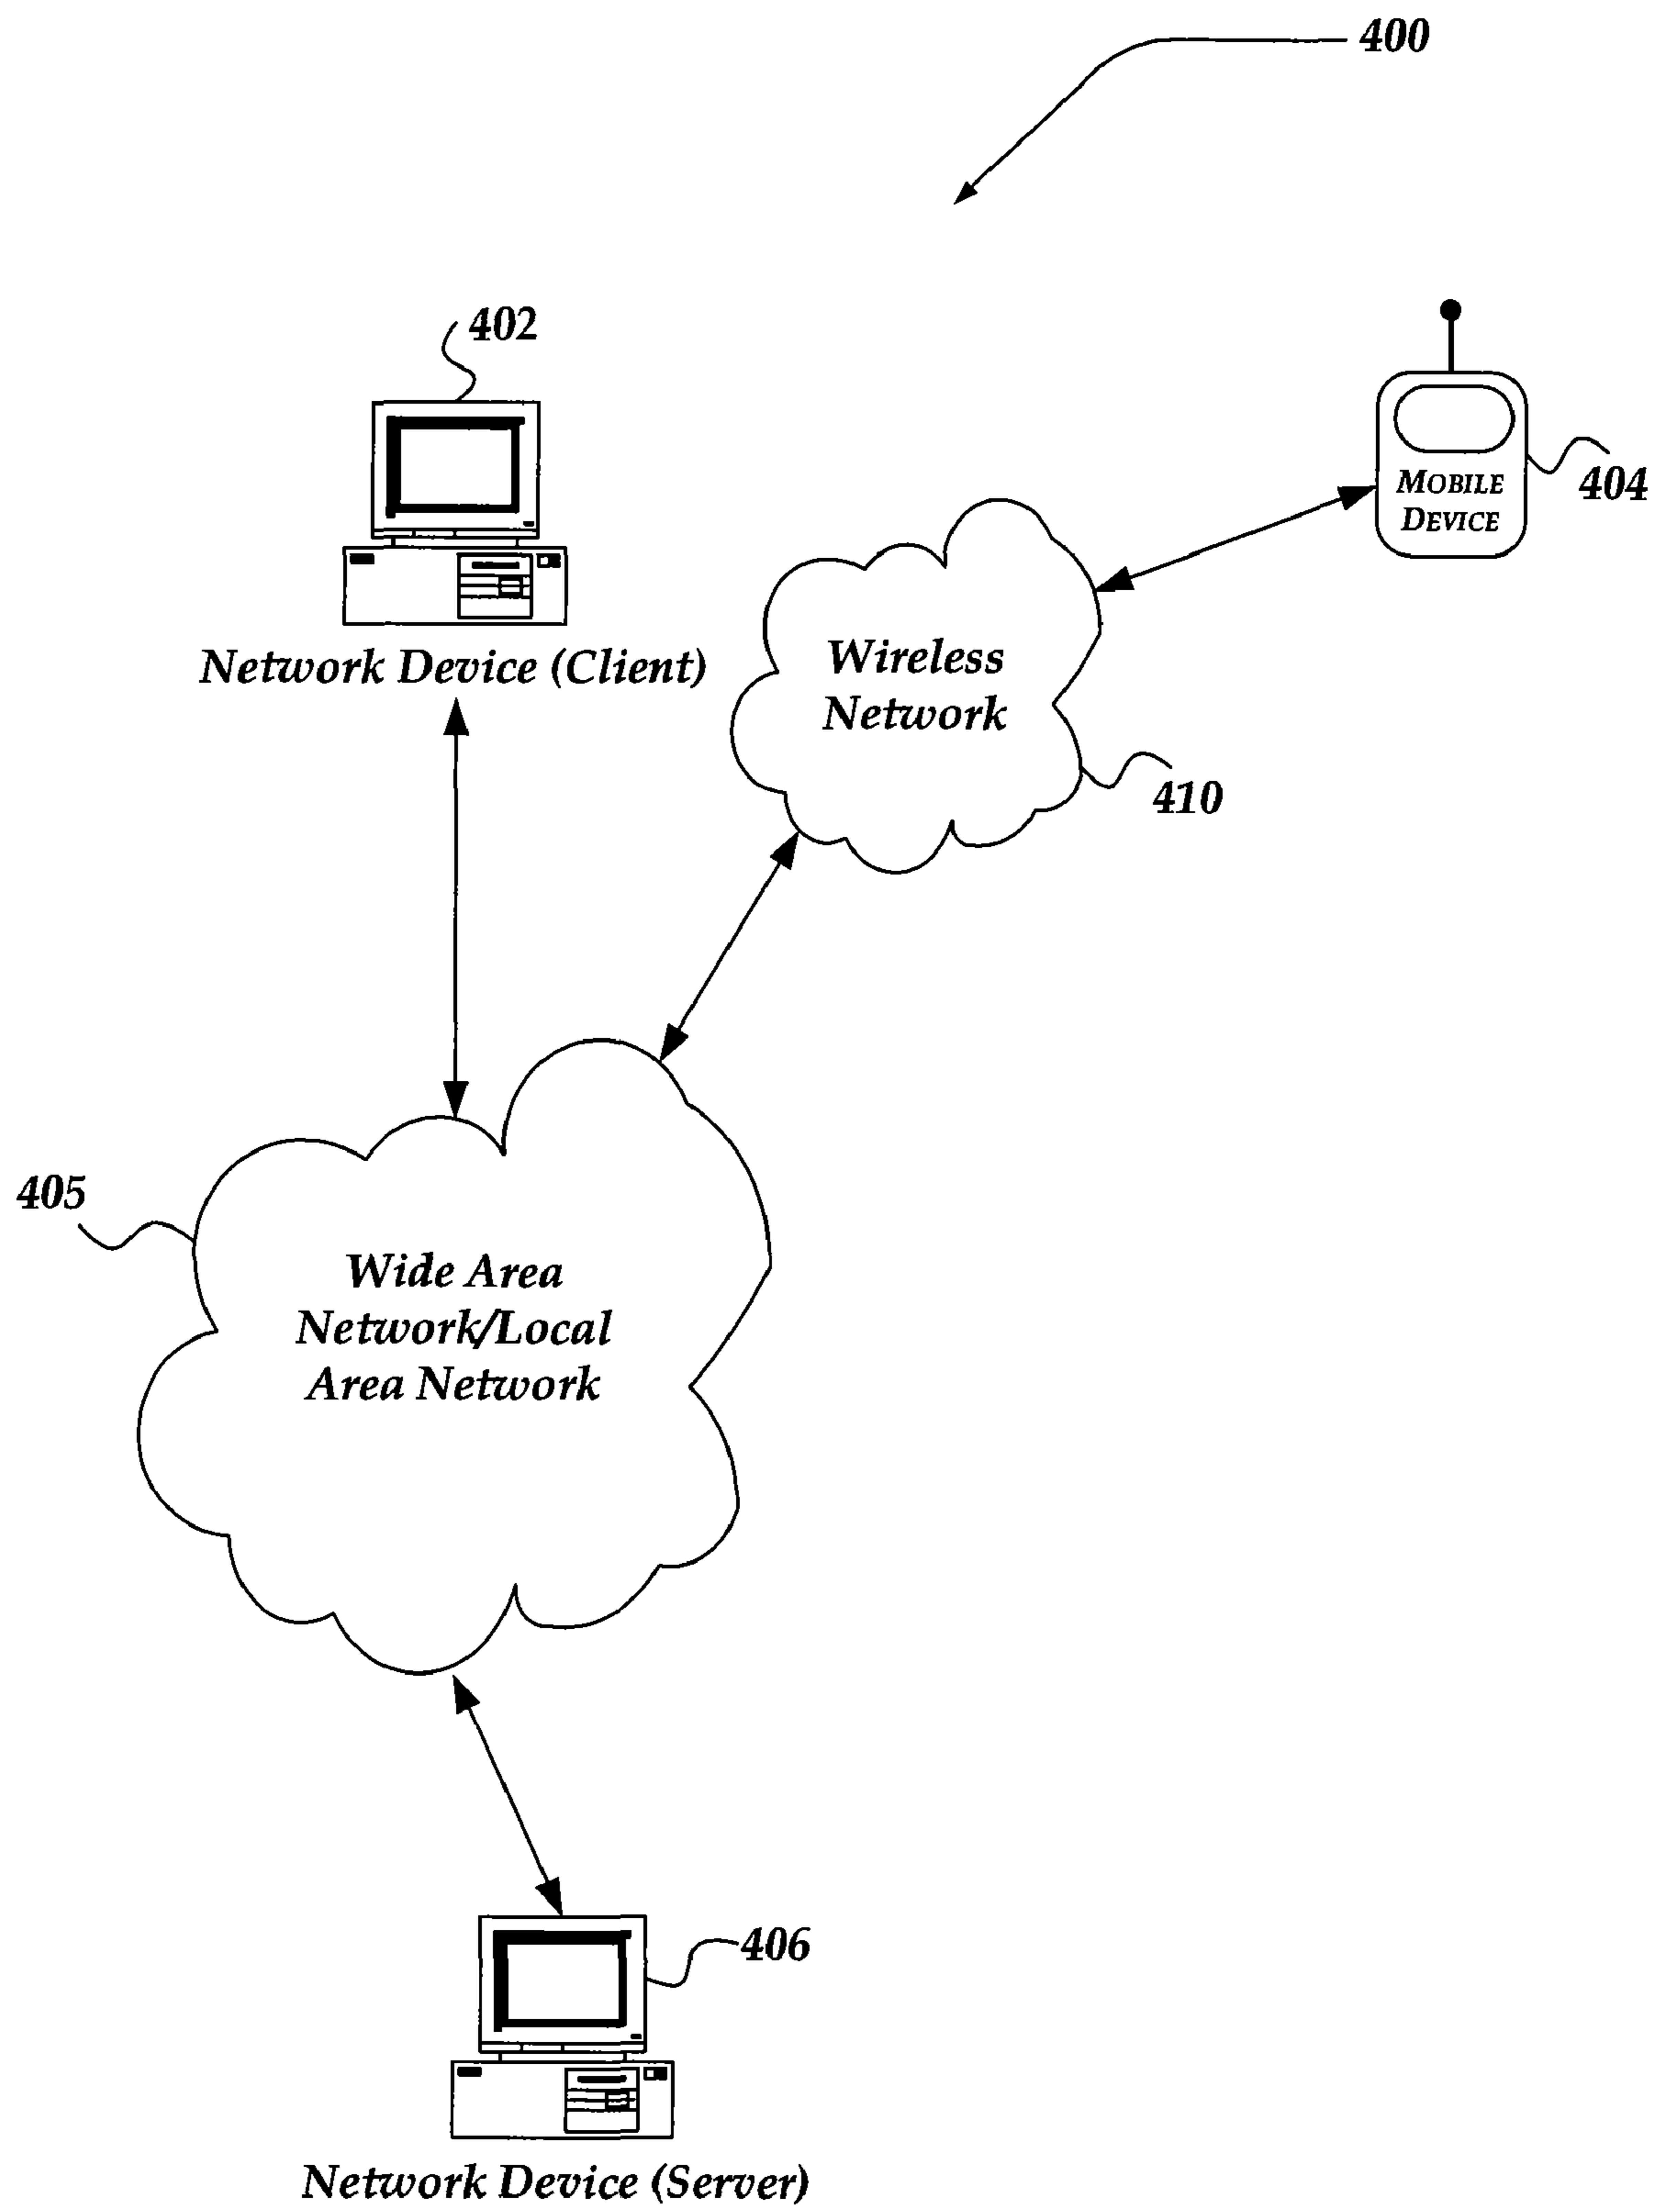 400
402
404
MOBILE
DEVICE
Network Device (Client)
Wireless
Network
410
405
Wide Area
Network/Local
Area Network
406
Network Device (Server)